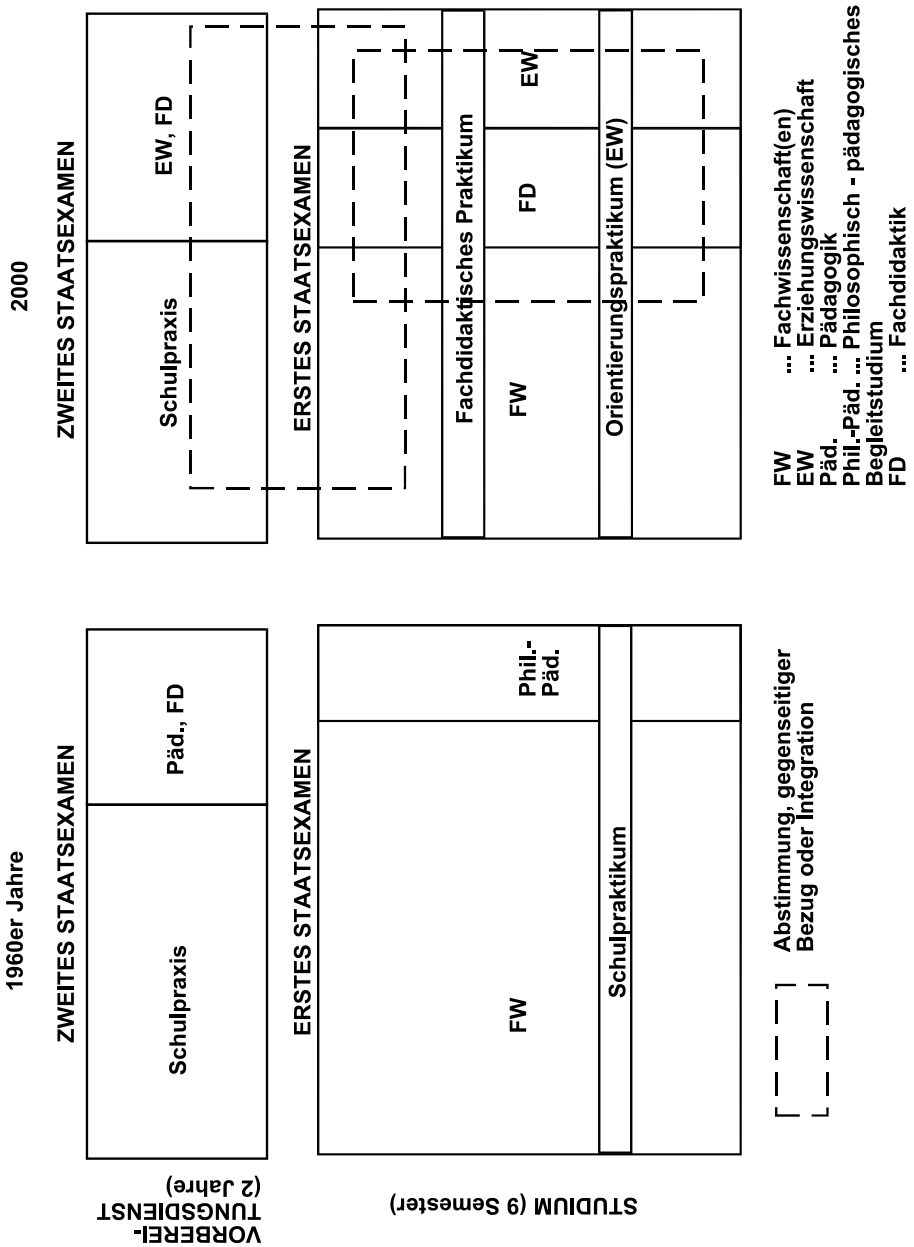 1960er Jahre
2000
ZWEITES STAATSEXAMEN
ZWEITES STAATSEXAMEN
VORBEREI-
TUNGSDIENST
(2 Jahre)
Schulpraxis
Päd., FD
Schulpraxis
EW, FD
ERSTES STAATSEXAMEN
ERSTES STAATSEXAMEN
STUDIUM (9 Semester)
FW
Phil.-
Päd.
Schulpraktikum
Fachdidaktisches Praktikum
FW
FD
EW
Orientierungspraktikum (EW)
Abstimmung, gegenseitiger
Bezug oder Integration
FW ... Fachwissenschaft(en)
EW ... Erziehungswissenschaft
Päd. ... Pädagogik
Phil.-Päd. ... Philosophisch - pädagogisches
Begleitstudium
FD ... Fachdidaktik